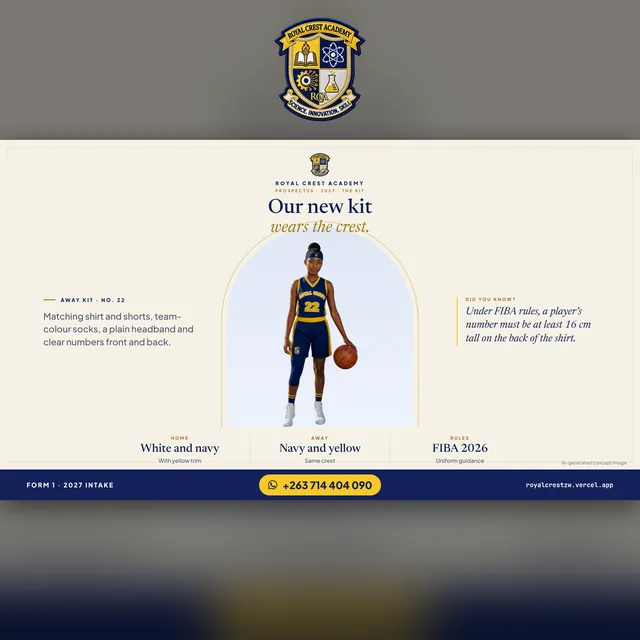 ROYAL CREST ACADEMY
RCA
SCIENCE. INNOVATION. SKILL
ROYAL CREST ACADEMY
PROSPECTUS · 2027 · THE KIT
Our new kit
wears the crest.
AWAY KIT · NO. 22
Matching shirt and shorts, team-
colour socks, a plain headband and
clear numbers front and back.
22
DID YOU KNOW?
Under FIBA rules, a player's
number must be at least 16 cm
tall on the back of the shirt.
HOME
White and navy
With yellow trim
AWAY
Navy and yellow
Same crest
RULES
FIBA 2026
Uniform guidance
AI-generated concept image
FORM 1 · 2027 INTAKE
+263 714 404 090
royalcrestzw.vercel.app